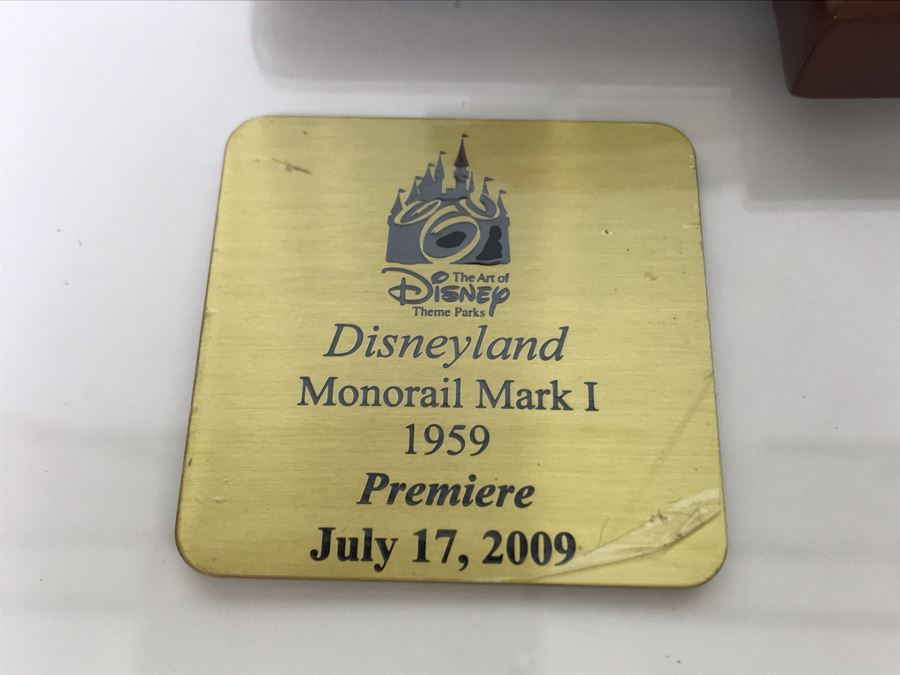 The Art of
Disney
Theme Parks
Disneyland
Monorail Mark I
1959
Premiere
July 17, 2009